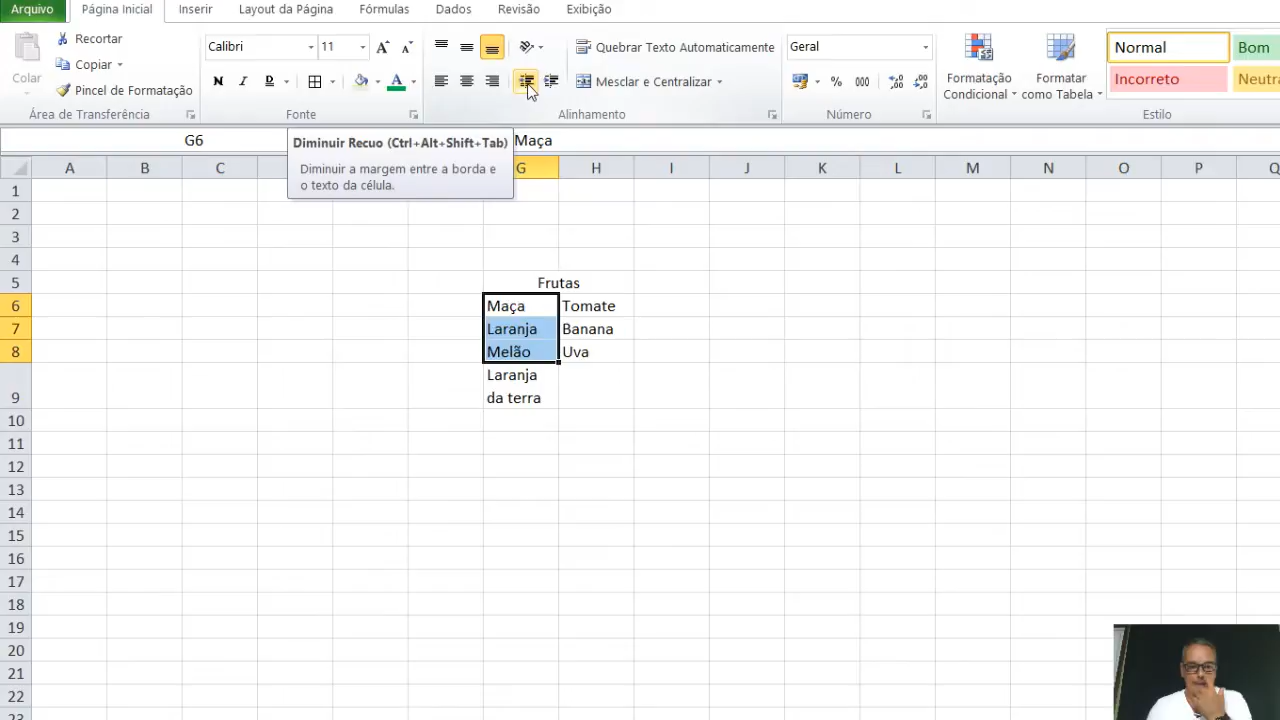 Arquivo Página Inicial Inserir Layout da Página Fórmulas Dados Revisão Exibição
Colar
Recortar
Copiar
Pincel de Formatação
Área de Transferência
Calibri 11 A A
N I D A
Fonte
Quebrar Texto Automaticamente
Mesclar e Centralizar
Alinhamento
Geral
% 000 ,00 ,00
Número
Formatação Condicional
Formatar como Tabela
Normal Bom
Incorreto Neutra
Estilo
G6 Maça
Diminuir Recuo (Ctrl+Alt+Shift+Tab)
Diminuir a margem entre a borda e
o texto da célula.
A B C G H I J K L M N O P Q
1
2
3
4
5 Frutas
6 Maça Tomate
7 Laranja Banana
8 Melão Uva
Laranja
9 da terra
10
11
12
13
14
15
16
17
18
19
20
21
22
23